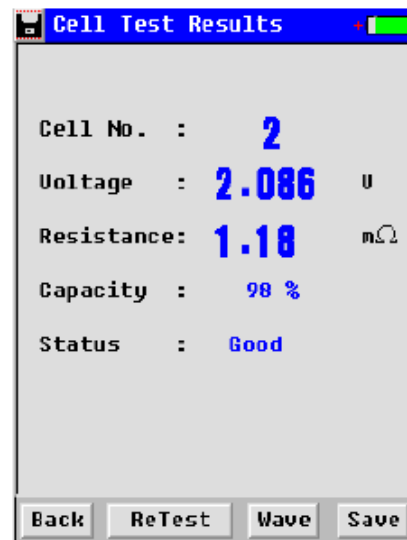 Cell Test Results +
Cell No. : 2
Voltage : 2.086 V
Resistance: 1.18 mΩ
Capacity : 98 %
Status : Good
Back ReTest Wave Save